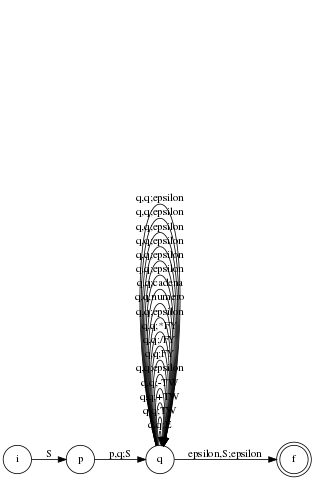 q,q;epsilon
q,q;epsilon
q,q;epsilon
q,q;epsilon
q,q;epsilon
q,q;epsilon
q,q;cadena
q,q;numero
q,q;epsilon
q,q;*FY
q,q;/FY
q,q;FY
q,q;epsilon
q,q;-TW
q,q;+TW
q,q;TW
i S p p,q;S q epsilon,S;epsilon f